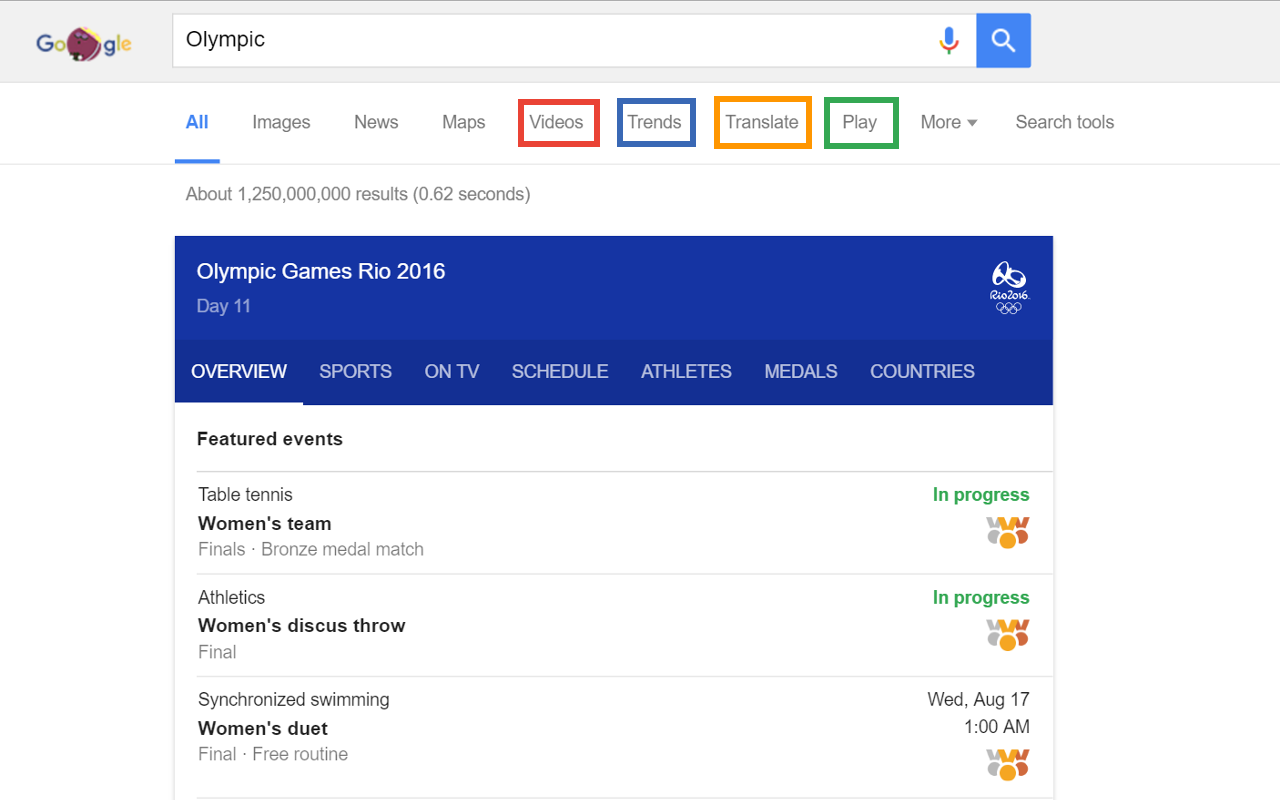 Google
Olympic
All Images News Maps Videos Trends Translate Play More Search tools
About 1,250,000,000 results (0.62 seconds)
Olympic Games Rio 2016
Day 11
Rio2016
OVERVIEW SPORTS ON TV SCHEDULE ATHLETES MEDALS COUNTRIES
Featured events
Table tennis In progress
Women's team
Finals · Bronze medal match
Athletics In progress
Women's discus throw
Final
Synchronized swimming Wed, Aug 17
Women's duet 1:00 AM
Final · Free routine